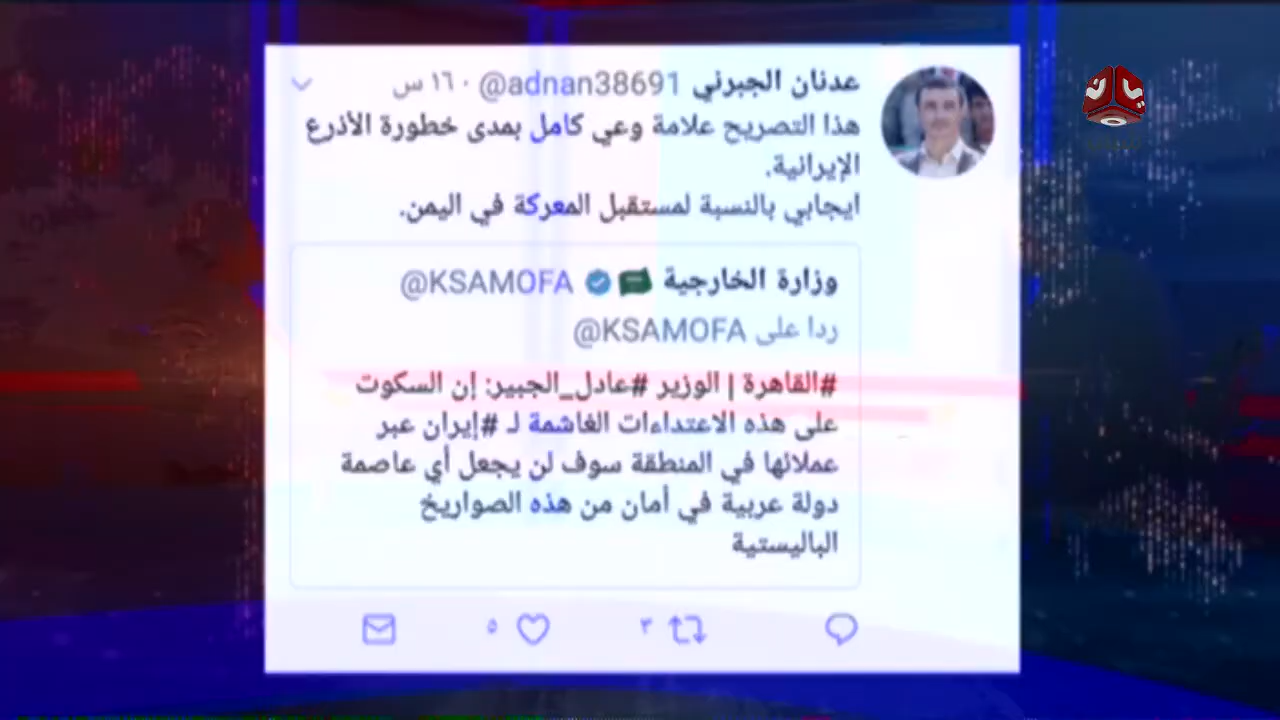 عدنان الجبرني @adnan38691 · ١٦ س
هذا التصريح علامة وعي كامل بمدى خطورة الأذرع
الإيرانية.
ايجابي بالنسبة لمستقبل المعركة في اليمن.
وزارة الخارجية @KSAMOFA
ردا على @KSAMOFA
#القاهرة | الوزير #عادل_الجبير: إن السكوت
على هذه الاعتداءات الغاشمة لـ #إيران عبر
عملائها في المنطقة سوف لن يجعل أي عاصمة
دولة عربية في أمان من هذه الصواريخ
الباليستية
٣ ٥